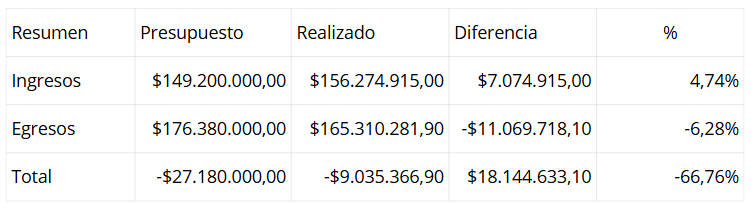 Resumen Presupuesto Realizado Diferencia %
Ingresos $149.200.000,00 $156.274.915,00 $7.074.915,00 4,74%
Egresos $176.380.000,00 $165.310.281,90 -$11.069.718,10 -6,28%
Total -$27.180.000,00 -$9.035.366,90 $18.144.633,10 -66,76%